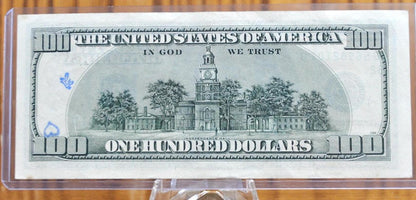 100 THE UNITED STATES OF AMERICA 100
IN GOD WE TRUST
100 ONE HUNDRED DOLLARS 100